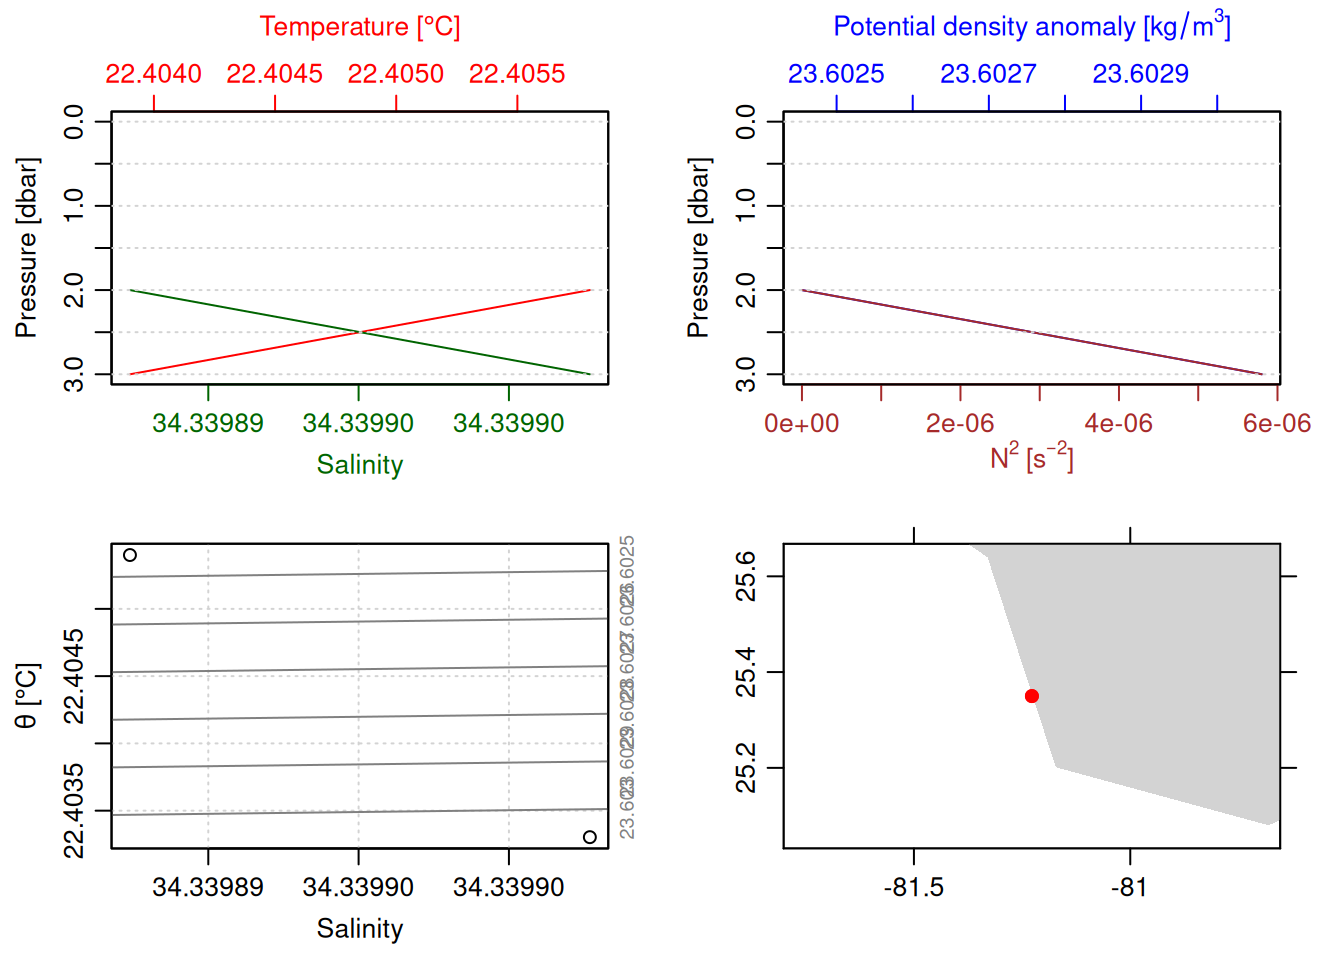 Temperature [°C]
22.4040 22.4045 22.4050 22.4055
Pressure [dbar]
0.0
1.0
2.0
3.0
34.33989 34.33990 34.33990
Salinity
Potential density anomaly [kg/m³]
23.6025 23.6027 23.6029
Pressure [dbar]
0.0
1.0
2.0
3.0
0e+00 2e-06 4e-06 6e-06
N² [s⁻²]
θ [°C]
22.4045
22.4035
23.6025
34.33989 34.33990 34.33990
Salinity
25.6
25.4
25.2
-81.5 -81